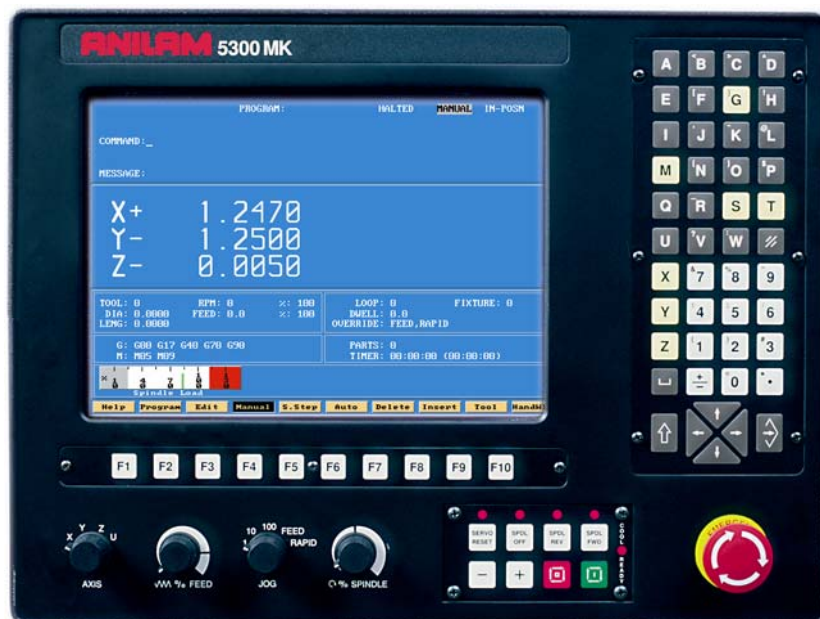 ANILAM 5300 MK
PROGRAM: HALTED MANUAL IN-POSN
COMMAND:_
MESSAGE:
X+ 1.2470
Y- 1.2500
Z- 0.0050
TOOL: 0 RPM: 0 %: 100 LOOP: 0 FIXTURE: 0
DIA: 0.0000 FEED: 0.0 %: 100 DWELL: 0.0
LENG: 0.0000 OVERRIDE: FEED,RAPID
G: G00 G17 G40 G70 G90 PARTS: 0
M: M05 M09 TIMER: 00:00:00 (00:00:00)
Spindle Load
Help Program Edit Manual S.Step Auto Delete Insert Tool HandW
F1 F2 F3 F4 F5 F6 F7 F8 F9 F10
A B C D
E F G H
I J K L
M N O P
Q R S T
U V W //
X 7 8 9
Y 4 5 6
Z 1 2 3
0 .
X Y Z U
AXIS
% FEED
1 10 100 FEED
RAPID
JOG
% SPINDLE
SERVO RESET SPDL OFF SPDL REV SPDL FWD
- +
COOL READY